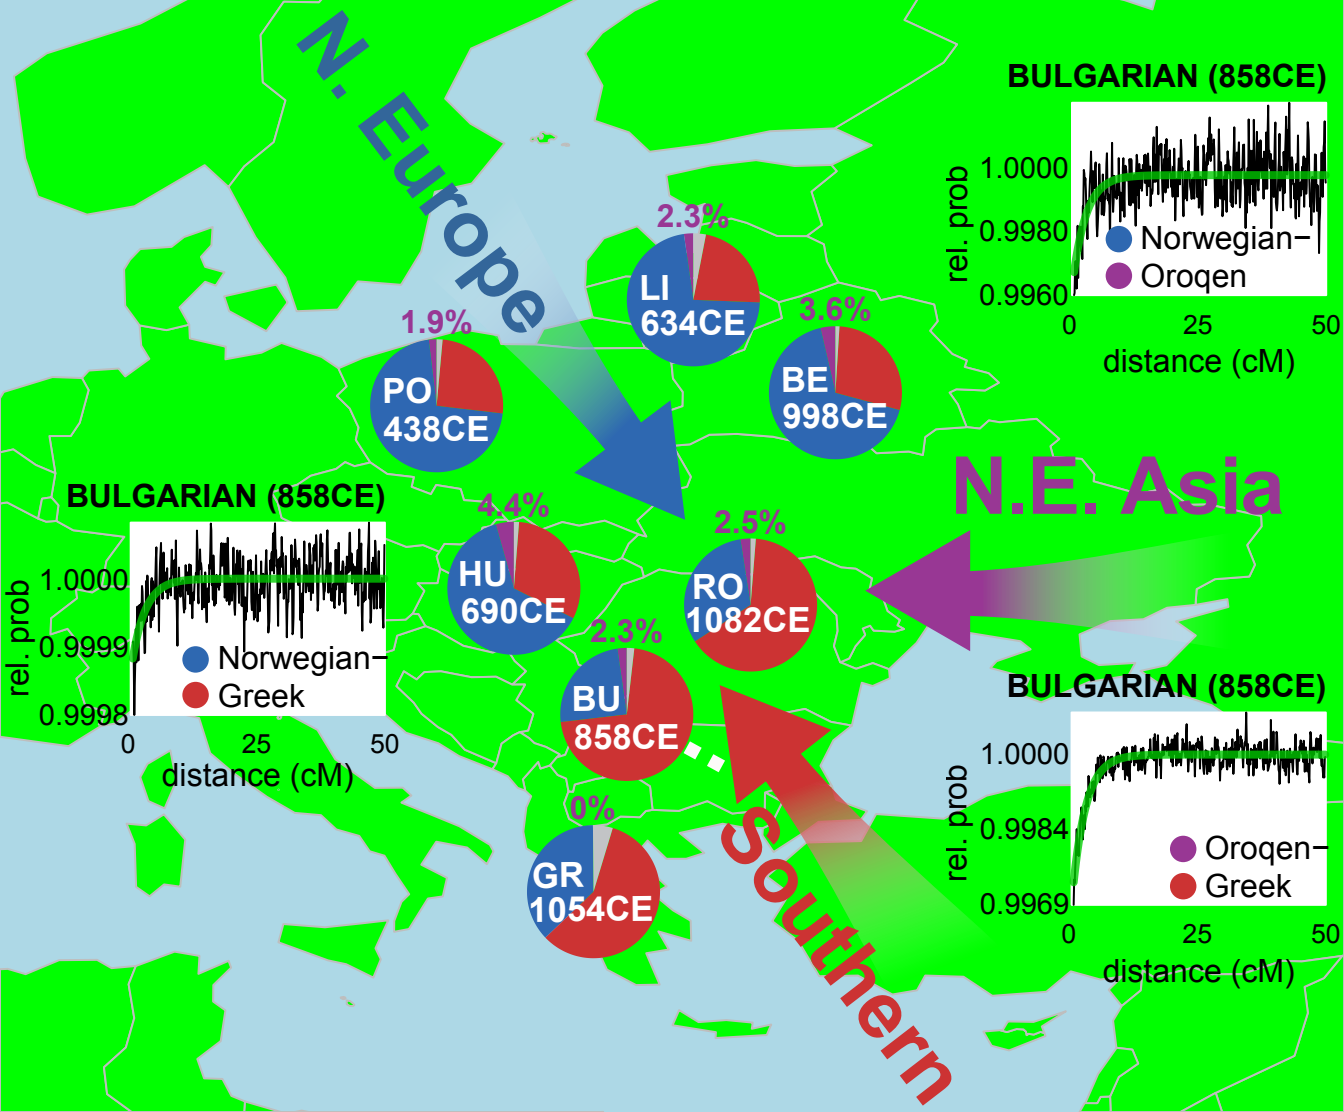 N. Europe
BULGARIAN (858CE)
rel. prob
1.0000
0.9980
0.9960
Norwegian−
Oroqen
0
25
50
distance (cM)
2.3%
LI
634CE
3.6%
BE
998CE
1.9%
PO
438CE
N.E. Asia
BULGARIAN (858CE)
rel. prob
1.0000
0.9999
0.9998
Norwegian−
Greek
0
25
50
distance (cM)
4.4%
HU
690CE
2.5%
RO
1082CE
2.3%
BU
858CE
BULGARIAN (858CE)
rel. prob
1.0000
0.9984
0.9969
Oroqen−
Greek
0
25
50
distance (cM)
0%
GR
1054CE
Southern